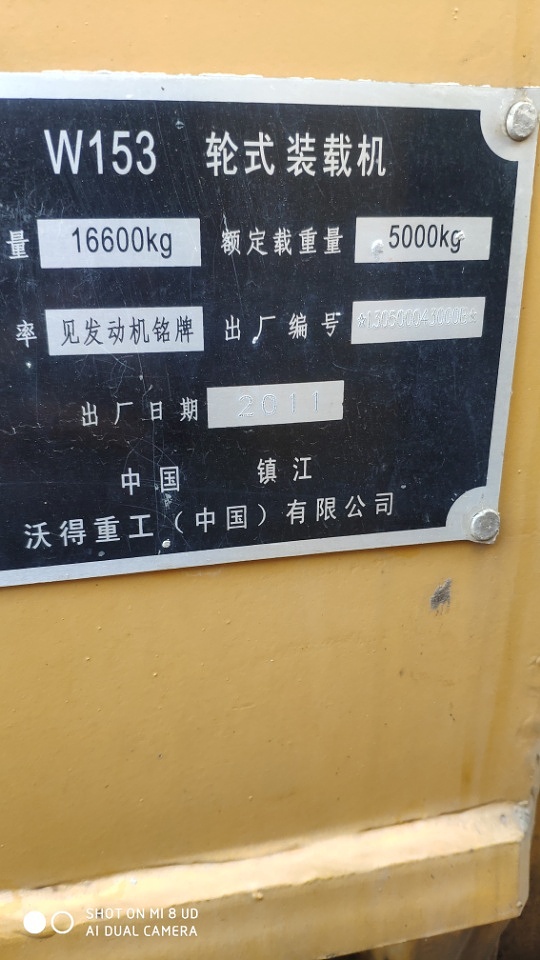 W153 轮式装载机
量 16600kg 额定载重量 5000kg
率 见发动机铭牌 出厂编号
出厂日期 2011
中国 镇江
沃得重工（中国）有限公司
SHOT ON MI 8 UD
AI DUAL CAMERA